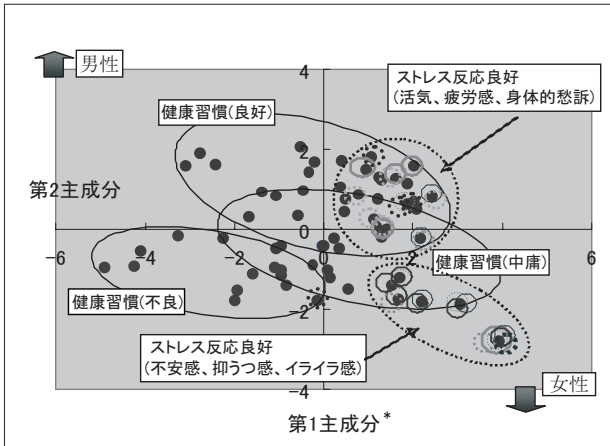 男性
4
ストレス反応良好
(活気、疲労感、身体的愁訴)
健康習慣(良好)
2
第2主成分
0
-6
-4
-2
0
2
6
健康習慣(中庸)
健康習慣(不良)
-2
ストレス反応良好
(不安感、抑うつ感、イライラ感)
-4
女性
第1主成分*